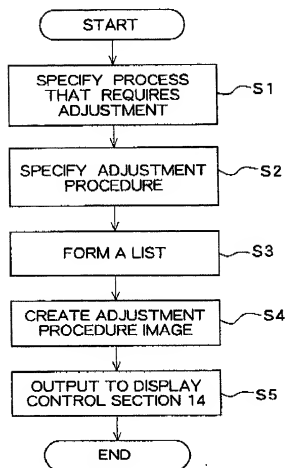 START
SPECIFY PROCESS
THAT REQUIRES
ADJUSTMENT
S1
SPECIFY ADJUSTMENT
PROCEDURE
S2
FORM A LIST
S3
CREATE ADJUSTMENT
PROCEDURE IMAGE
S4
OUTPUT TO DISPLAY
CONTROL SECTION 14
S5
END